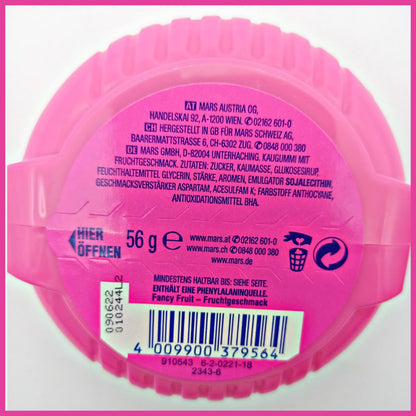 AT MARS AUSTRIA OG,
HANDELSKAI 92, A-1200 WIEN. ✆02162 601-0
CH HERGESTELLT IN GB FÜR MARS SCHWEIZ AG,
BAARERMATTSTRASSE 6, CH-6302 ZUG. ✆0848 000 380
DE MARS GMBH, D-82004 UNTERHACHING. KAUGUMMI MIT
FRUCHTGESCHMACK. ZUTATEN: ZUCKER, KAUMASSE, GLUKOSESIRUP,
FEUCHTHALTEMITTEL GLYCERIN, STÄRKE, AROMEN, EMULGATOR SOJALECITHIN,
GESCHMACKSVERSTÄRKER ASPARTAM, ACESULFAM K; FARBSTOFF ANTHOCYANE,
ANTIOXIDATIONSMITTEL BHA.
HIER
ÖFFNEN
56 g ℮
www.mars.at ✆02162 601-0
www.mars.ch ✆0848 000 380
www.mars.de
MINDESTENS HALTBAR BIS: SIEHE SEITE.
ENTHÄLT EINE PHENYLALANINQUELLE.
Fancy Fruit – Fruchtgeschmack
090622
010244L2
4 009900 379564
910543 6-2-0221-18
2343-6